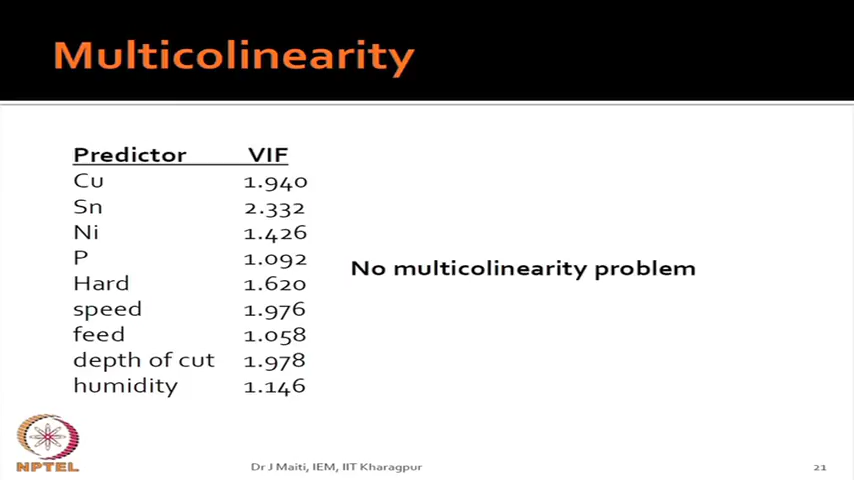 Multicolinearity
Predictor VIF
Cu 1.940
Sn 2.332
Ni 1.426
P 1.092
Hard 1.620
speed 1.976
feed 1.058
depth of cut 1.978
humidity 1.146
No multicolinearity problem
NPTEL
Dr J Maiti, IEM, IIT Kharagpur
21